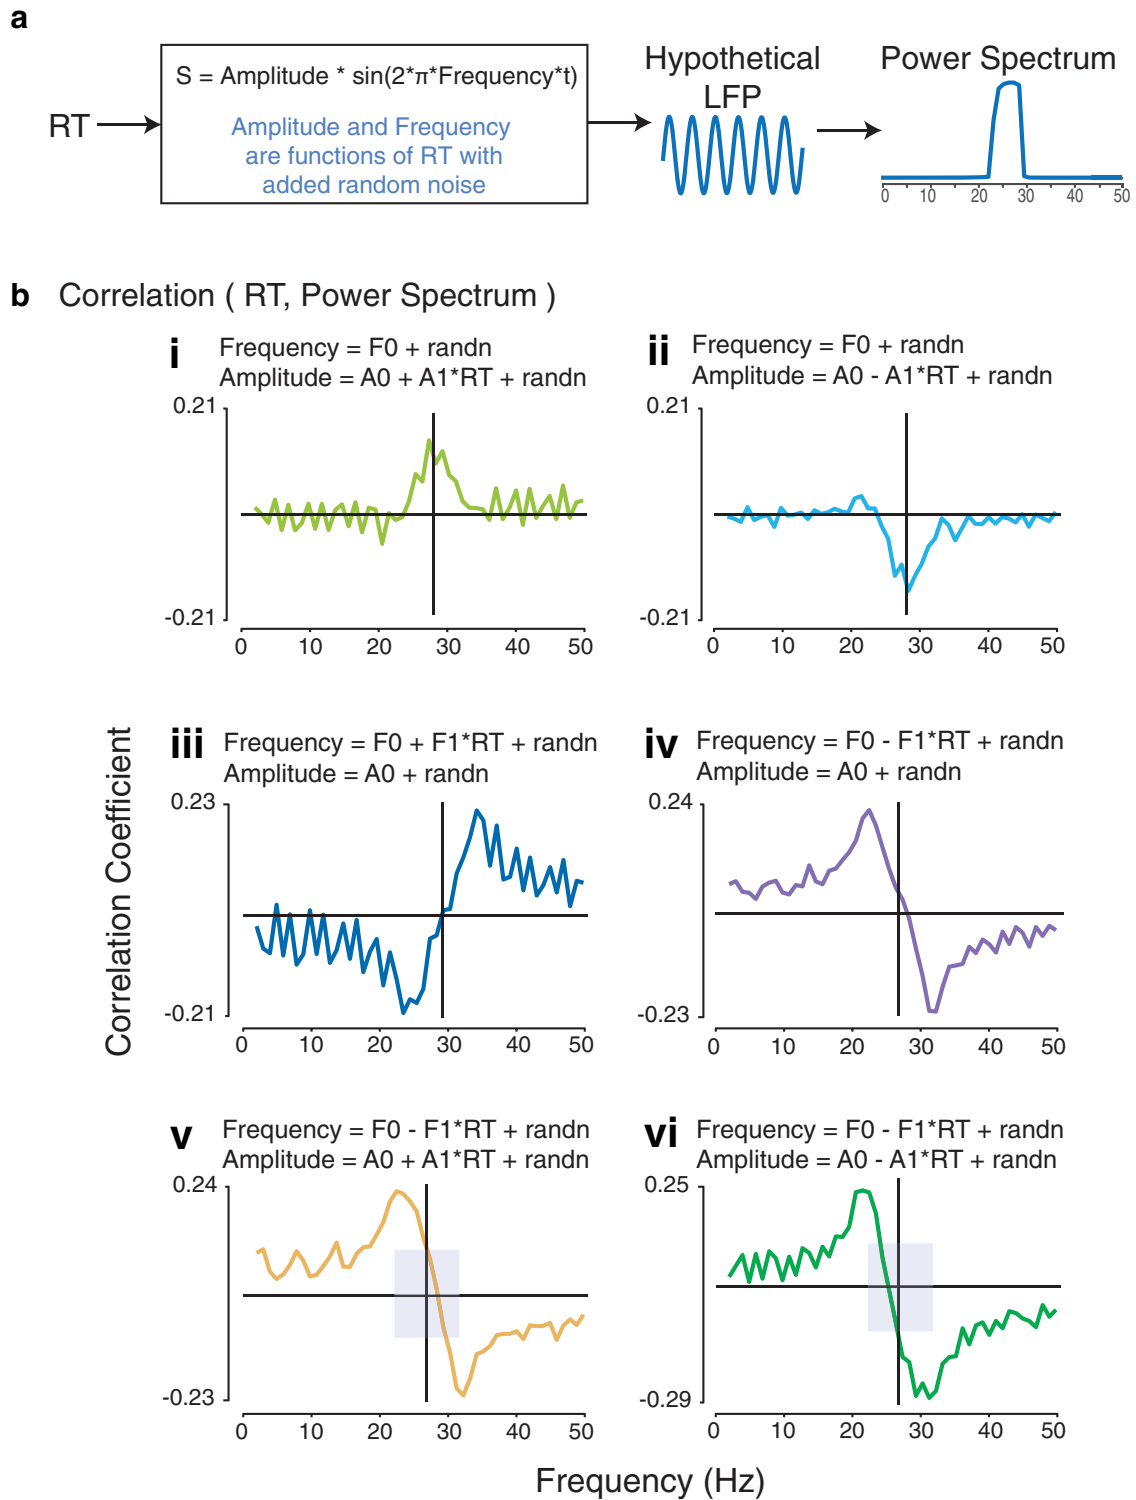 a
RT
S = Amplitude * sin(2*π*Frequency*t)
Amplitude and Frequency
are functions of RT with
added random noise
Hypothetical
LFP
Power Spectrum
0 10 20 30 40 50
b Correlation ( RT, Power Spectrum )
i
Frequency = F0 + randn
Amplitude = A0 + A1*RT + randn
0.21
-0.21
0 10 20 30 40 50
ii
Frequency = F0 + randn
Amplitude = A0 - A1*RT + randn
0.21
-0.21
0 10 20 30 40 50
Correlation Coefficient
iii
Frequency = F0 + F1*RT + randn
Amplitude = A0 + randn
0.23
-0.21
0 10 20 30 40 50
iv
Frequency = F0 - F1*RT + randn
Amplitude = A0 + randn
0.24
-0.23
0 10 20 30 40 50
v
Frequency = F0 - F1*RT + randn
Amplitude = A0 + A1*RT + randn
0.24
-0.23
0 10 20 30 40 50
vi
Frequency = F0 - F1*RT + randn
Amplitude = A0 - A1*RT + randn
0.25
-0.29
0 10 20 30 40 50
Frequency (Hz)